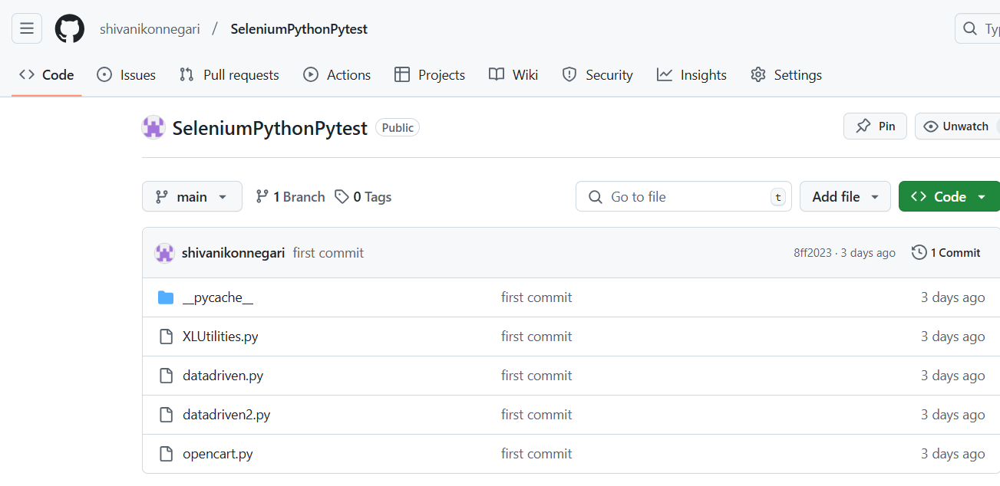 shivanikonnegari / SeleniumPythonPytest
Code Issues Pull requests Actions Projects Wiki Security Insights Settings
SeleniumPythonPytest Public Pin Unwatch
main 1 Branch 0 Tags Go to file t Add file Code
shivanikonnegari first commit 8ff2023 · 3 days ago 1 Commit
__pycache__ first commit 3 days ago
XLUtilities.py first commit 3 days ago
datadriven.py first commit 3 days ago
datadriven2.py first commit 3 days ago
opencart.py first commit 3 days ago